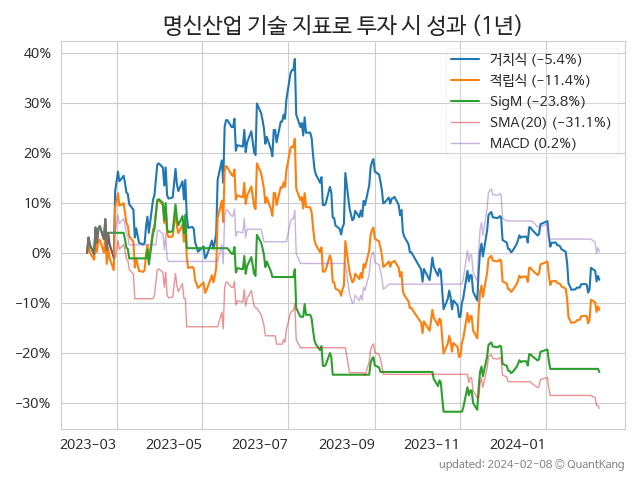 명신산업 기술 지표로 투자 시 성과 (1년)
거치식 (−5.4%)
적립식 (−11.4%)
SigM (−23.8%)
SMA(20) (−31.1%)
MACD (0.2%)
40%
30%
20%
10%
0%
−10%
−20%
−30%
2023-03 2023-05 2023-07 2023-09 2023-11 2024-01
updated: 2024-02-08 © QuantKang